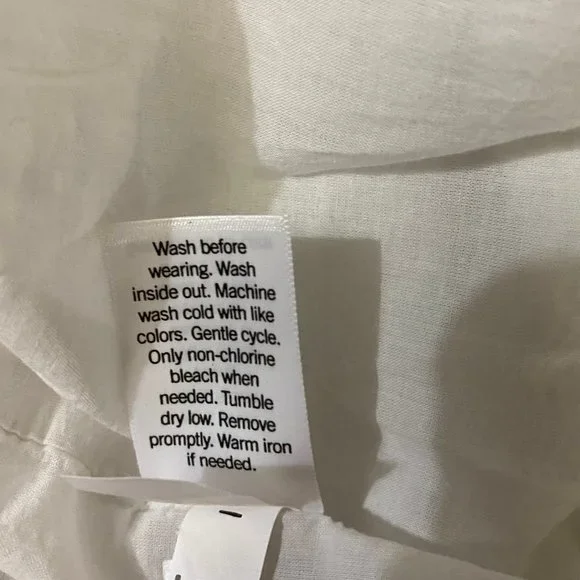 Wash before
wearing. Wash
inside out. Machine
wash cold with like
colors. Gentle cycle.
Only non-chlorine
bleach when
needed. Tumble
dry low. Remove
promptly. Warm iron
if needed.